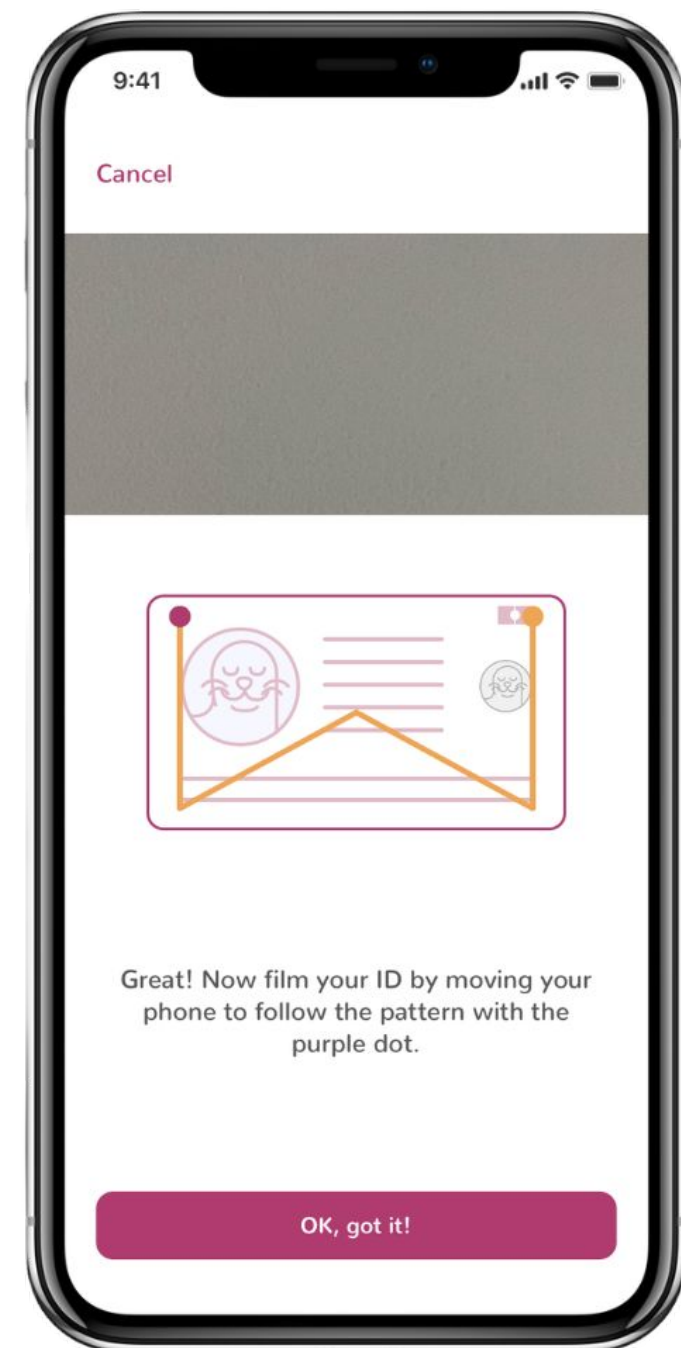 9:41
Cancel
Great! Now film your ID by moving your
phone to follow the pattern with the
purple dot.
OK, got it!